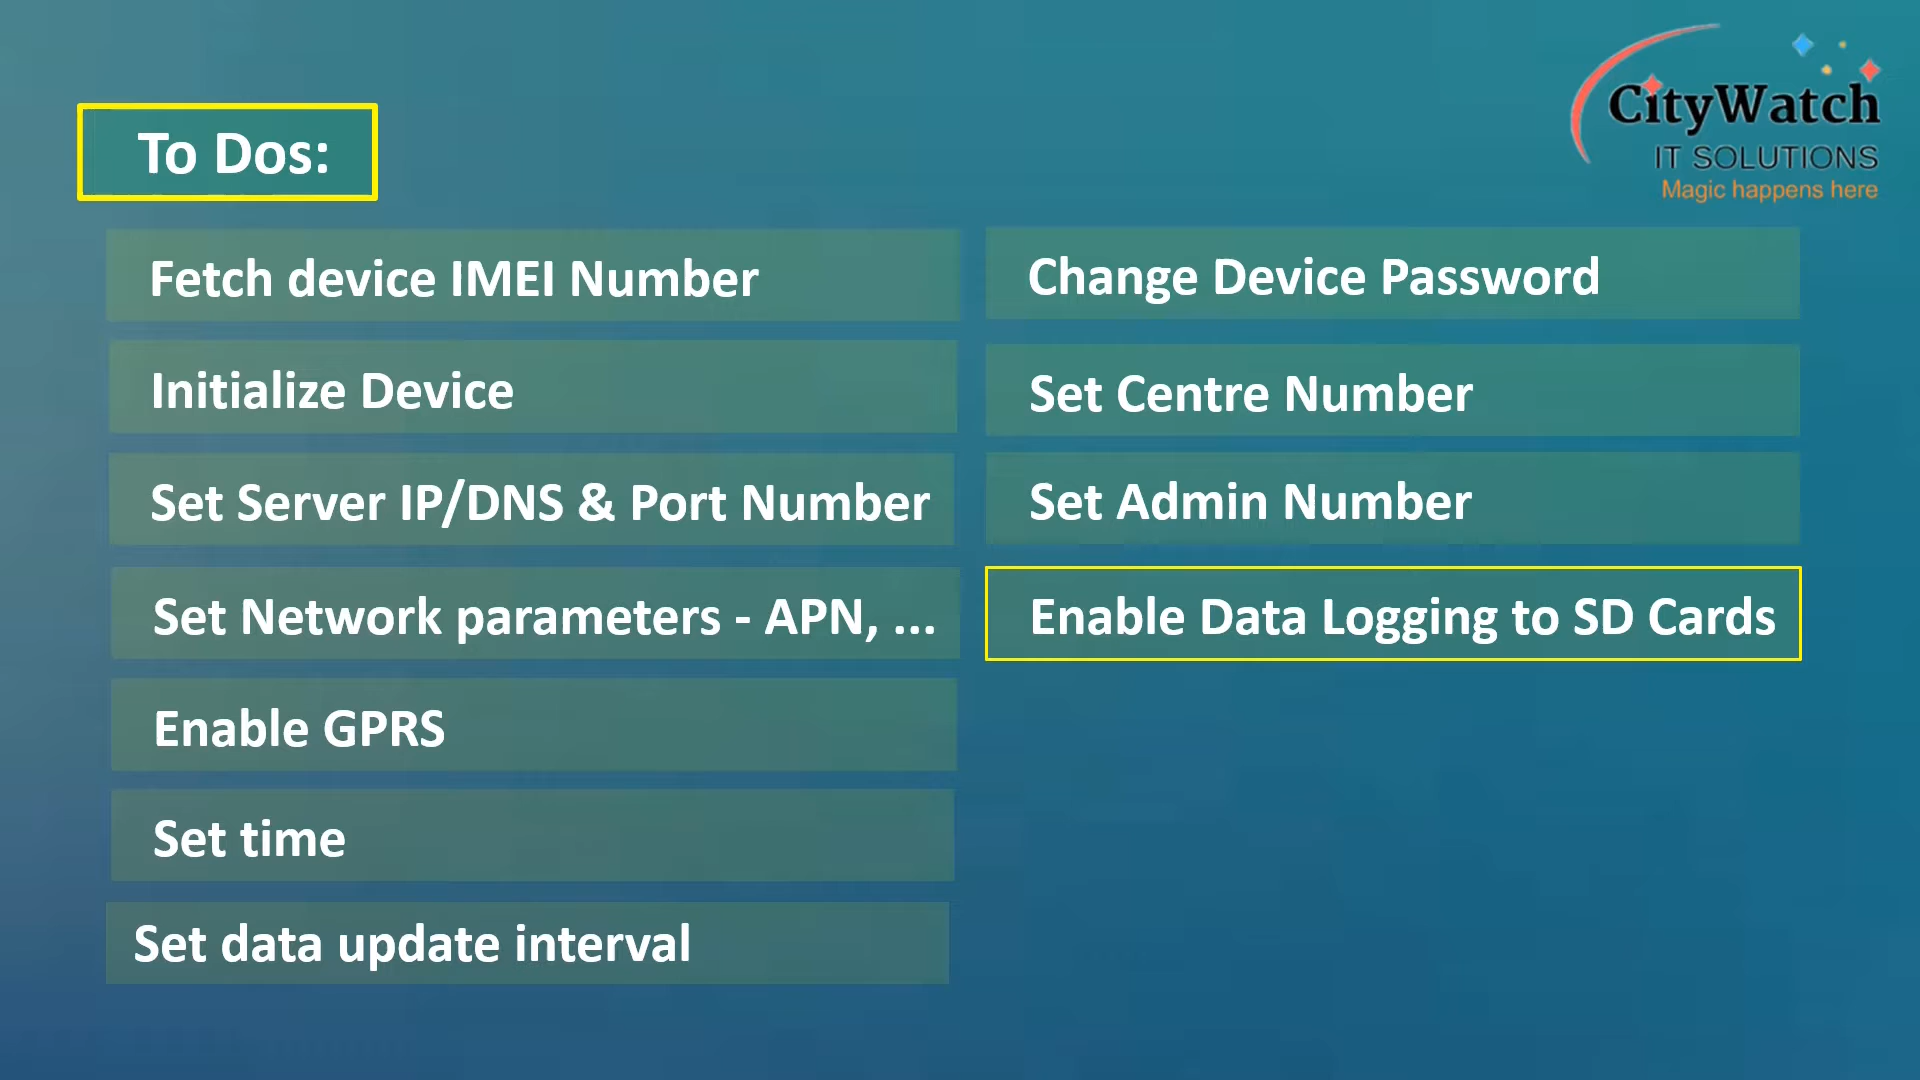 CityWatch
IT SOLUTIONS
Magic happens here
To Dos:
Fetch device IMEI Number
Initialize Device
Set Server IP/DNS & Port Number
Set Network parameters - APN, ...
Enable GPRS
Set time
Set data update interval
Change Device Password
Set Centre Number
Set Admin Number
Enable Data Logging to SD Cards